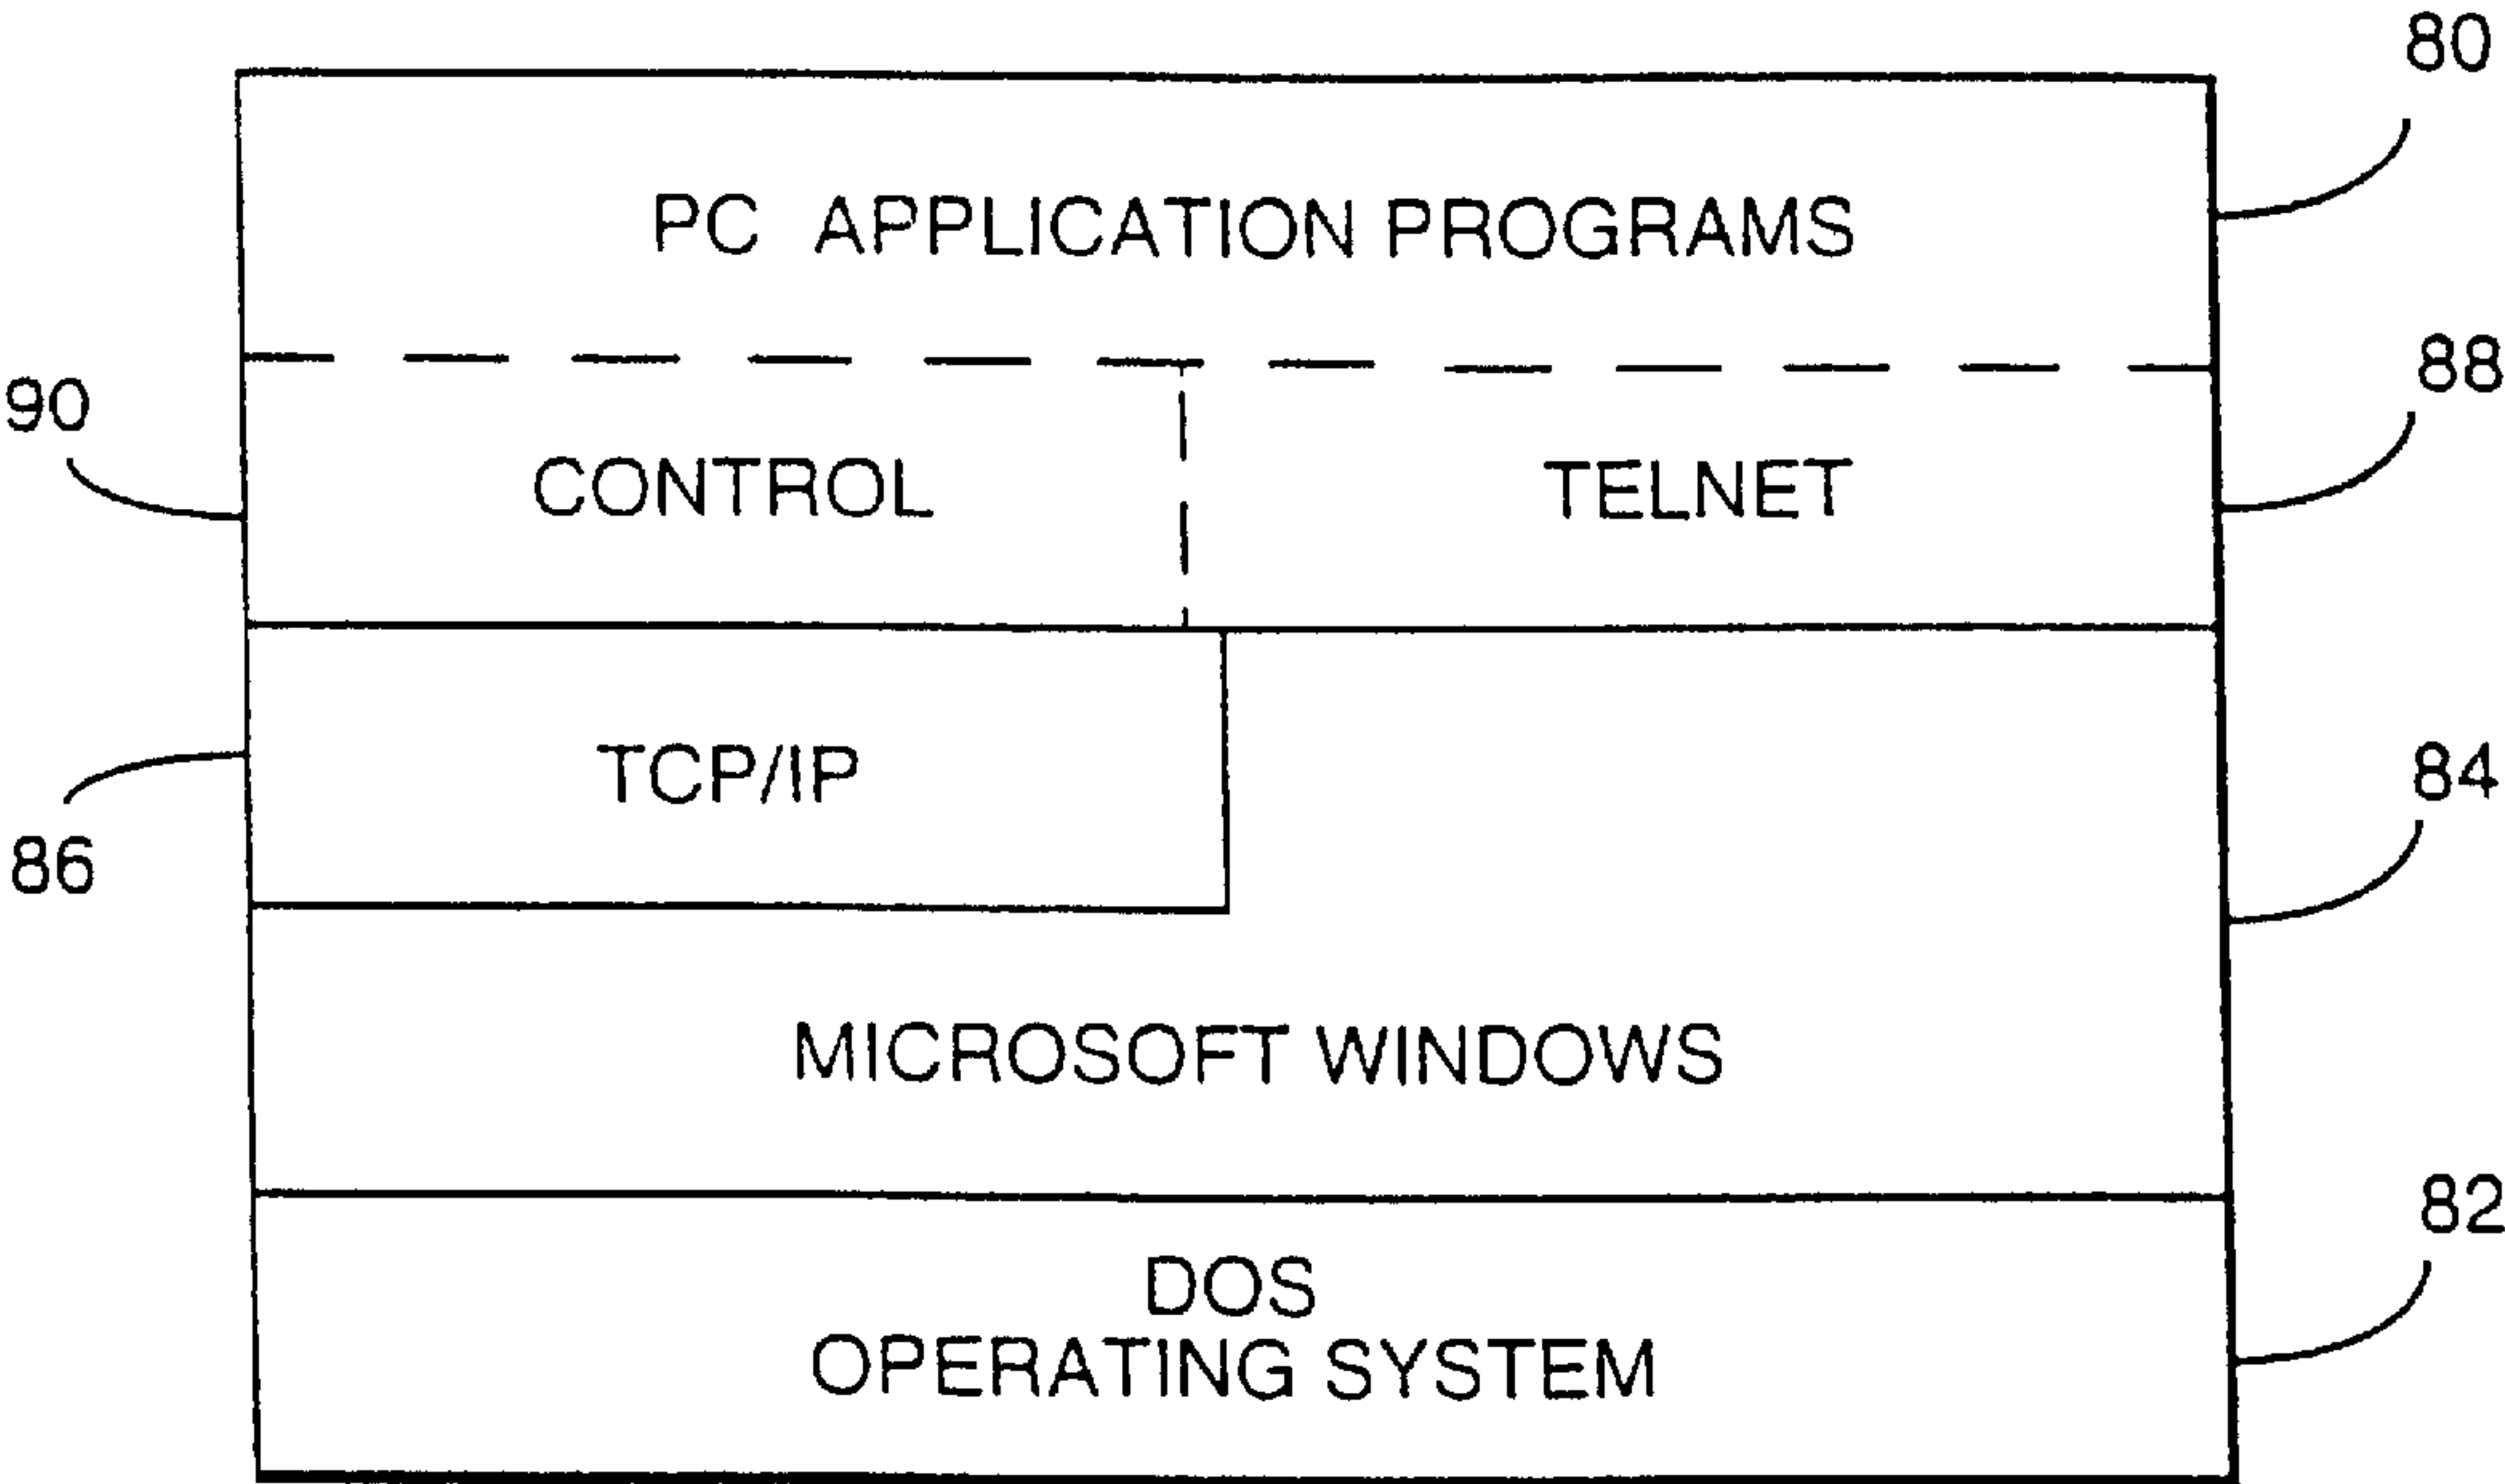 80
PC APPLICATION PROGRAMS
88
90
CONTROL
TELNET
TCP/IP
84
86
MICROSOFT WINDOWS
82
DOS
OPERATING SYSTEM